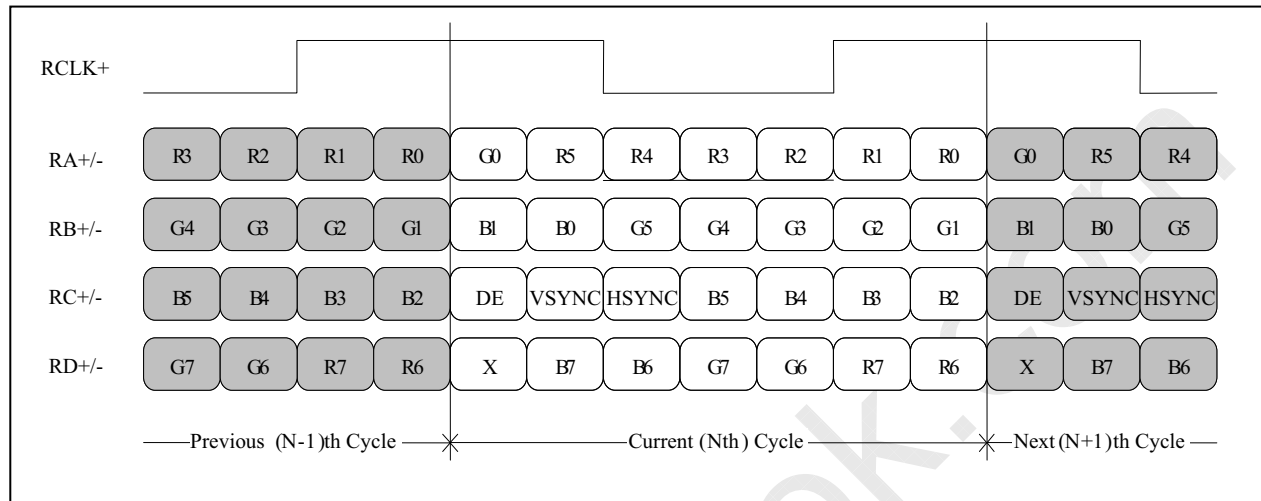 RCLK+
RA+/- R3 R2 R1 R0 G0 R5 R4 R3 R2 R1 R0 G0 R5 R4
RB+/- G4 G3 G2 G1 B1 B0 G5 G4 G3 G2 G1 B1 B0 G5
RC+/- B5 B4 B3 B2 DE VSYNC HSYNC B5 B4 B3 B2 DE VSYNC HSYNC
RD+/- G7 G6 R7 R6 X B7 B6 G7 G6 R7 R6 X B7 B6
Previous (N-1)th Cycle Current (Nth) Cycle Next (N+1)th Cycle